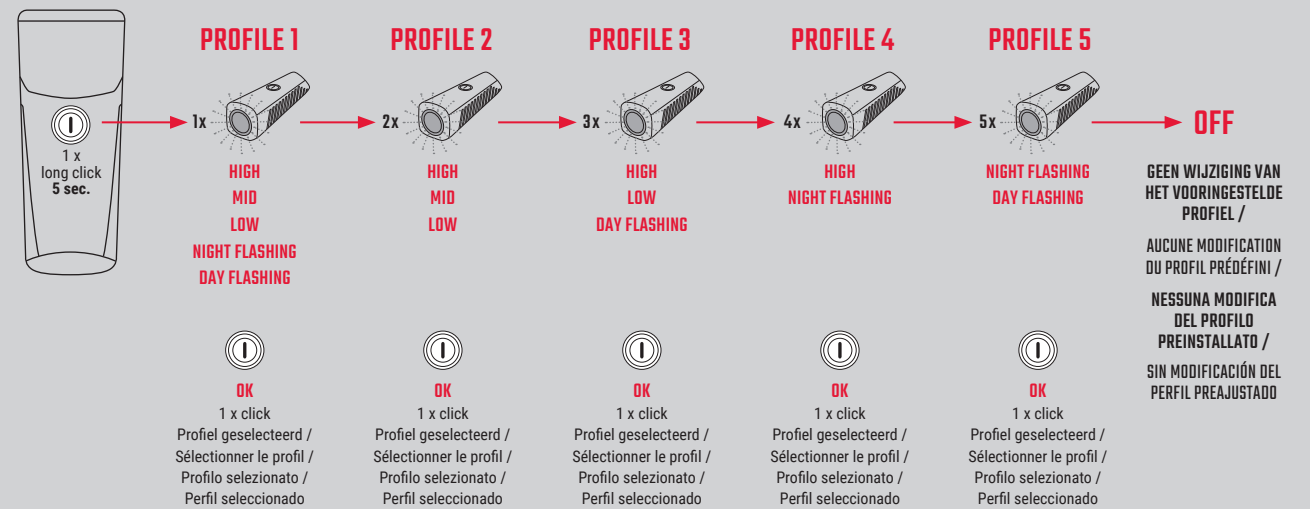 1 x
long click
5 sec.
PROFILE 1
1x
HIGH
MID
LOW
NIGHT FLASHING
DAY FLASHING
OK
1 x click
Profiel geselecteerd /
Sélectionner le profil /
Profilo selezionato /
Perfil seleccionado
PROFILE 2
2x
HIGH
MID
LOW
OK
1 x click
Profiel geselecteerd /
Sélectionner le profil /
Profilo selezionato /
Perfil seleccionado
PROFILE 3
3x
HIGH
LOW
DAY FLASHING
OK
1 x click
Profiel geselecteerd /
Sélectionner le profil /
Profilo selezionato /
Perfil seleccionado
PROFILE 4
4x
HIGH
NIGHT FLASHING
OK
1 x click
Profiel geselecteerd /
Sélectionner le profil /
Profilo selezionato /
Perfil seleccionado
PROFILE 5
5x
NIGHT FLASHING
DAY FLASHING
OK
1 x click
Profiel geselecteerd /
Sélectionner le profil /
Profilo selezionato /
Perfil seleccionado
OFF
GEEN WIJZIGING VAN
HET VOORINGESTELDE
PROFIEL /
AUCUNE MODIFICATION
DU PROFIL PRÉDÉFINI /
NESSUNA MODIFICA
DEL PROFILO
PREINSTALLATO /
SIN MODIFICACIÓN DEL
PERFIL PREAJUSTADO